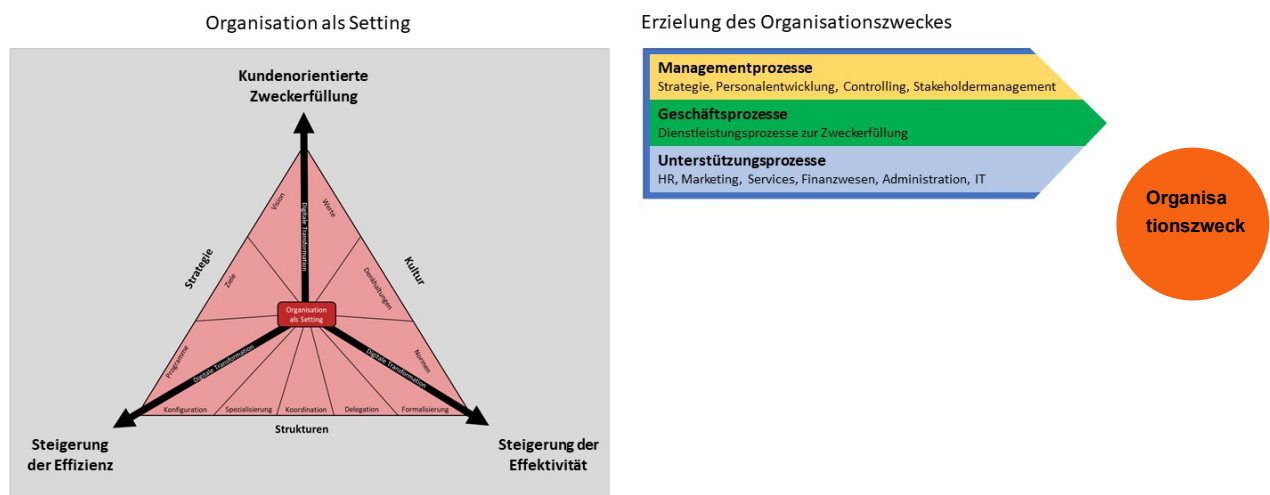 Organisation als Setting
Kundenorientierte
Zweckerfüllung
Vision
Werte
Digitale Transformation
Strategie
Kultur
Ziele
Denkhaltungen
Organisation
als Setting
Programme
Digitale Transformation
Digitale Transformation
Normen
Konfiguration
Spezialisierung
Koordination
Delegation
Formalisierung
Strukturen
Steigerung
der Effizienz
Steigerung der
Effektivität
Erzielung des Organisationszweckes
Managementprozesse
Strategie, Personalentwicklung, Controlling, Stakeholdermanagement
Geschäftsprozesse
Dienstleistungsprozesse zur Zweckerfüllung
Unterstützungsprozesse
HR, Marketing, Services, Finanzwesen, Administration, IT
Organisa
tionszweck